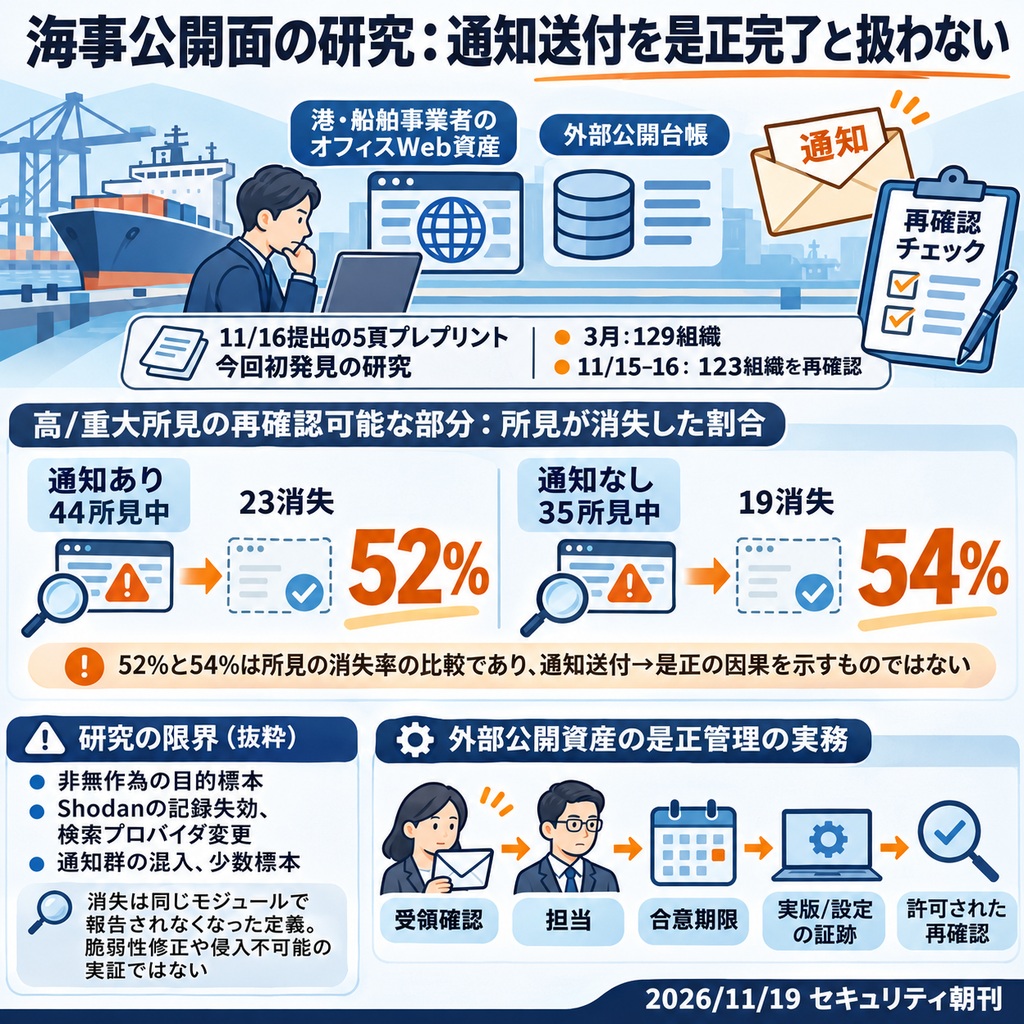 海事公開面の研究：通知送付を是正完了と扱わない
港・船舶事業者の
オフィスWeb資産
外部公開台帳
通知
再確認
チェック
11/16提出の5頁プレプリント
今回初発見の研究
● 3月：129組織
● 11/15–16：123組織を再確認
高/重大所見の再確認可能な部分：所見が消失した割合
通知あり
44所見中
23消失
52%
通知なし
35所見中
19消失
54%
! 52%と54%は所見の消失率の比較であり、通知送付→是正の因果を示すものではない
研究の限界（抜粋）
● 非無作為の目的標本
● Shodanの記録失効、
検索プロバイダ変更
● 通知群の混入、少数標本
消失は同じモジュールで
報告されなくなった定義。
脆弱性修正や侵入不可能の
実証ではない
外部公開資産の是正管理の実務
受領確認
担当
合意期限
実版/設定
の証跡
許可された
再確認
2026/11/19 セキュリティ朝刊